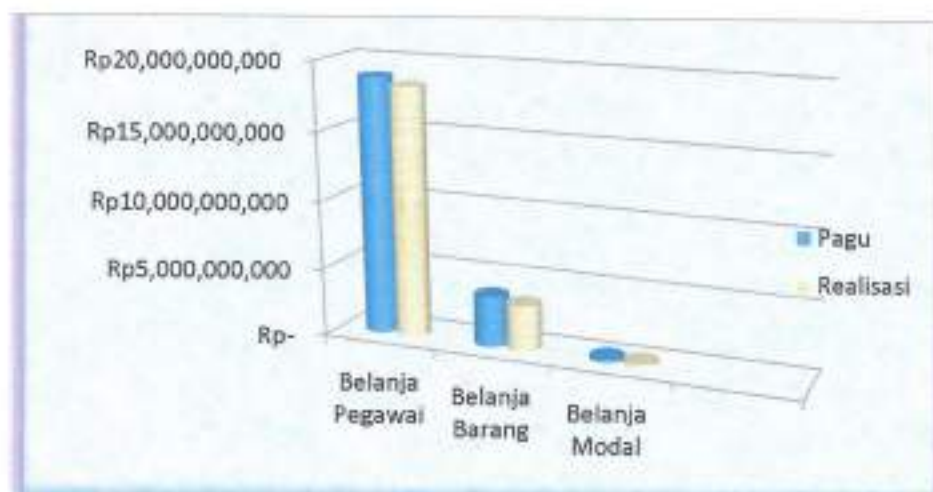 Rp20,000,000,000
Rp15,000,000,000
Rp10,000,000,000
Rp5,000,000,000
Rp-
Belanja
Pegawai
Belanja
Barang
Belanja
Modal
Pagu
Realisasi